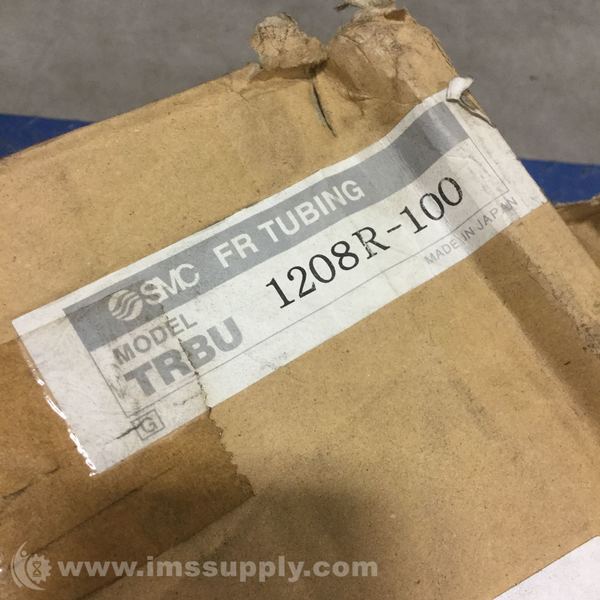 SMC FR TUBING
MODEL
TRBU 1208R-100
MADE IN JAPAN
G
www.imssupply.com